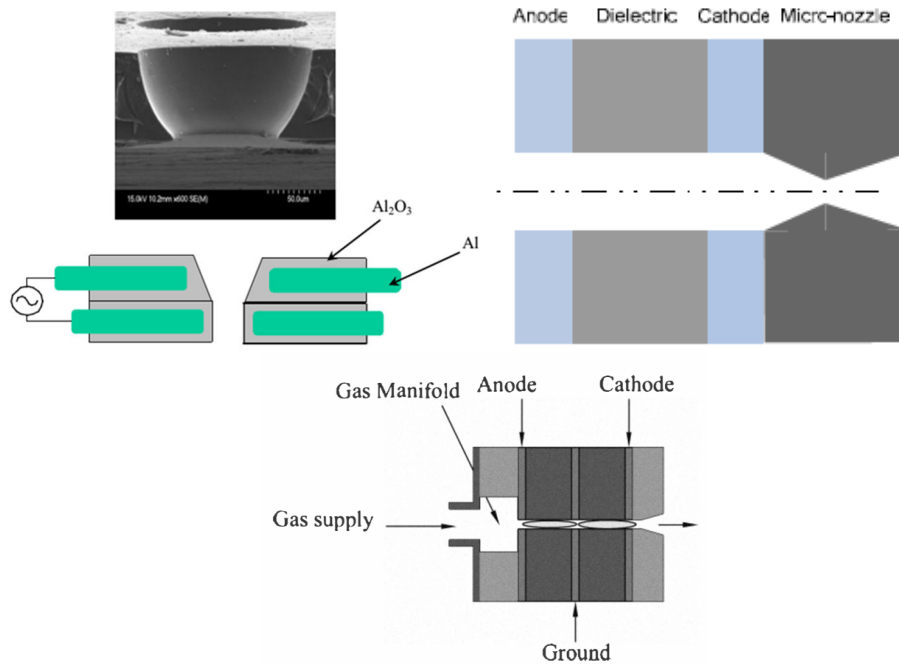 Anode Dielectric Cathode Micro-nozzle
15.0kV 10.2mm x600 SE(M)
50.0um
Al₂O₃
Al
Gas Manifold
Anode
Cathode
Gas supply
Ground